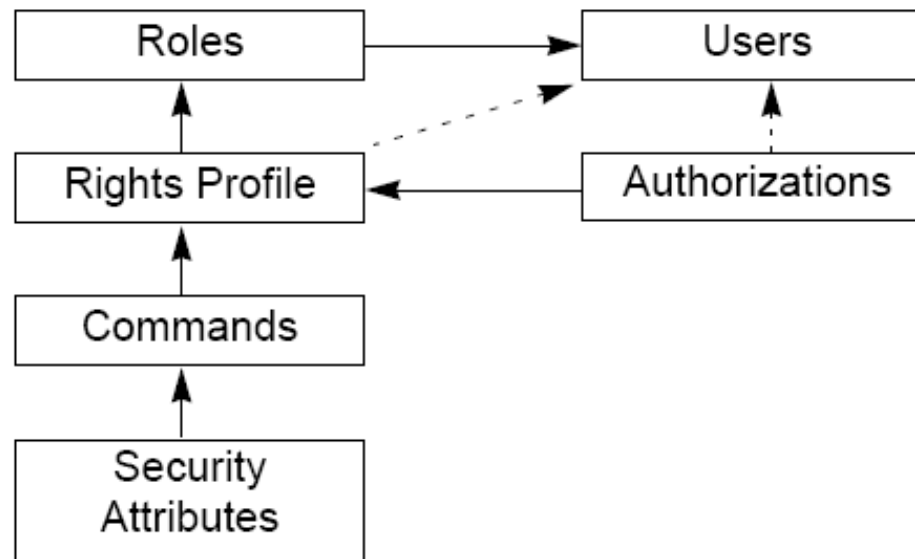 Roles
Users
Rights Profile
Authorizations
Commands
Security
Attributes